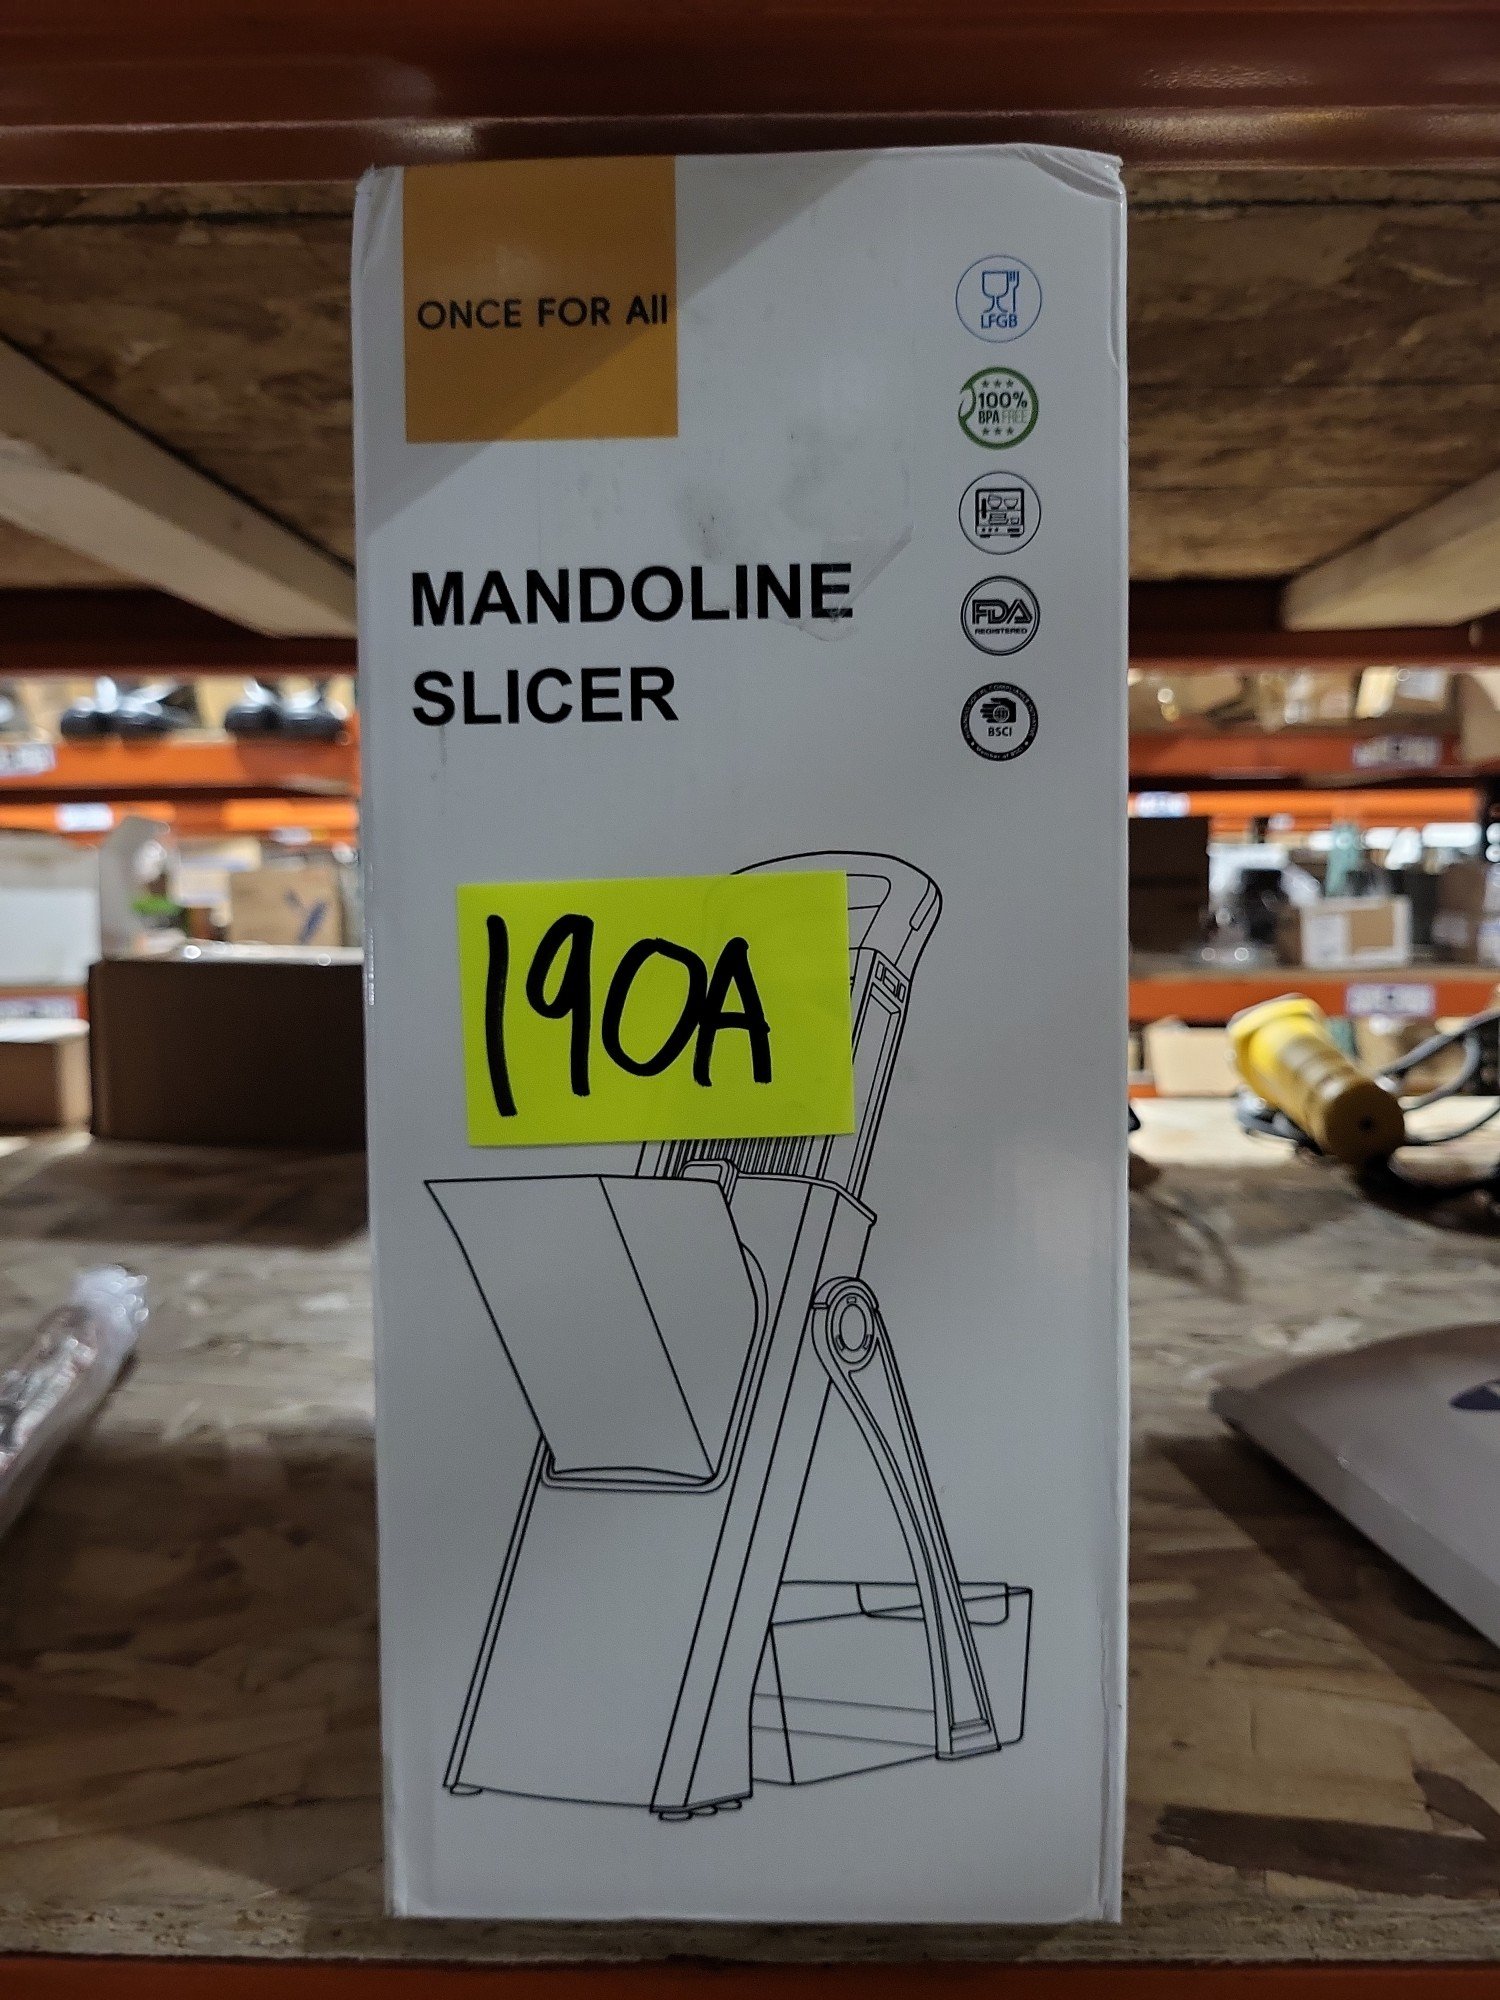 ONCE FOR All
LFGB
100%
BPA FREE
MANDOLINE
SLICER
FDA
REGISTERED
BSCI
190A